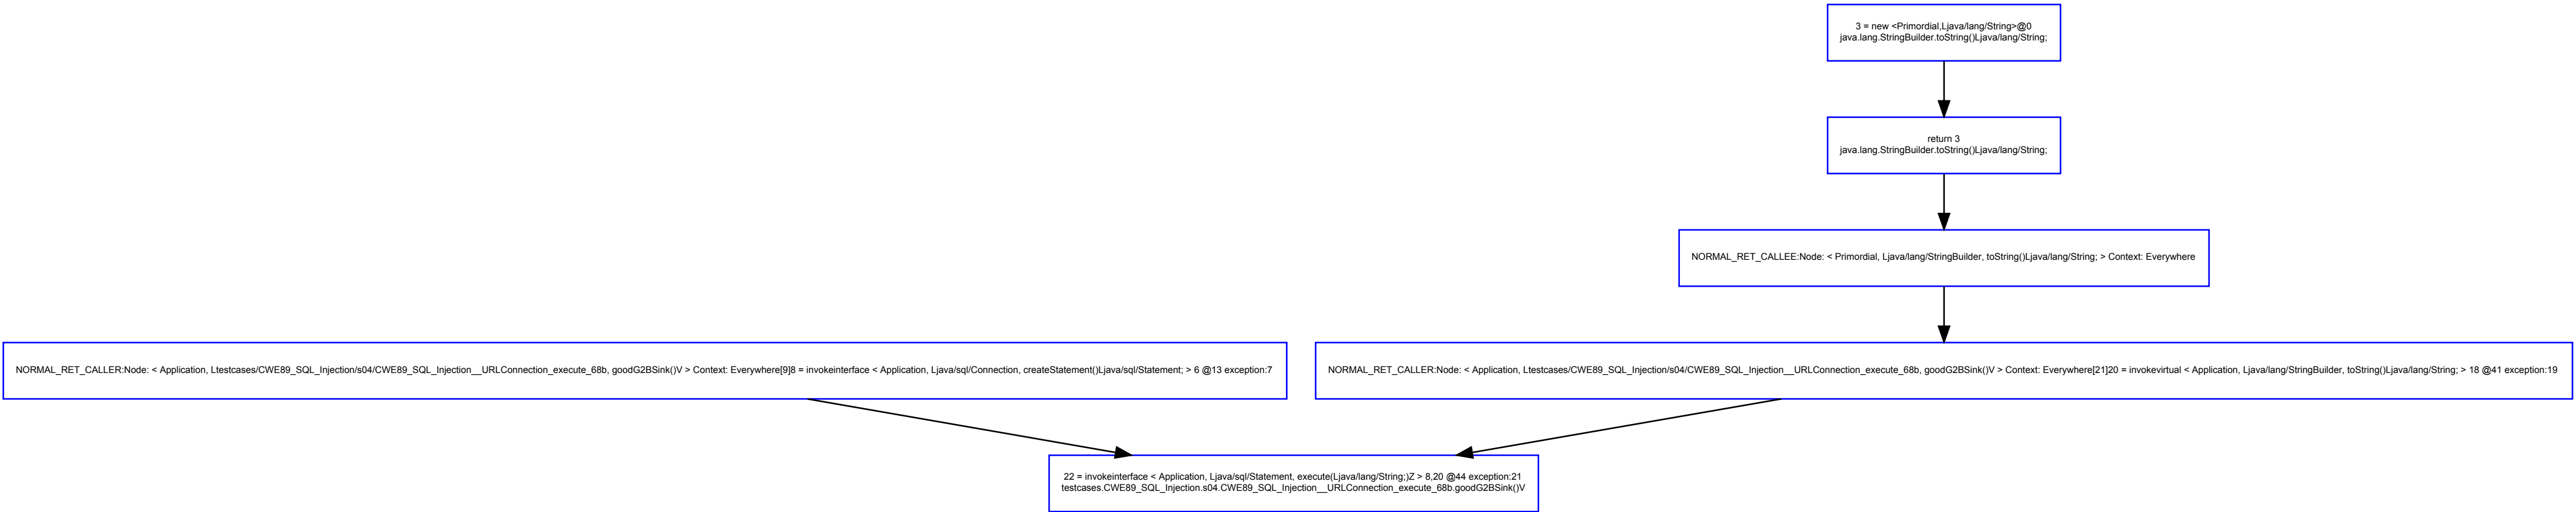 3 = new <Primordial,Ljava/lang/String>@0
java.lang.StringBuilder.toString()Ljava/lang/String;
return 3
java.lang.StringBuilder.toString()Ljava/lang/String;
NORMAL_RET_CALLEE:Node: < Primordial, Ljava/lang/StringBuilder, toString()Ljava/lang/String; > Context: Everywhere
NORMAL_RET_CALLER:Node: < Application, Ltestcases/CWE89_SQL_Injection/s04/CWE89_SQL_Injection__URLConnection_execute_68b, goodG2BSink()V > Context: Everywhere[9]8 = invokeinterface < Application, Ljava/sql/Connection, createStatement()Ljava/sql/Statement; > 6 @13 exception:7
NORMAL_RET_CALLER:Node: < Application, Ltestcases/CWE89_SQL_Injection/s04/CWE89_SQL_Injection__URLConnection_execute_68b, goodG2BSink()V > Context: Everywhere[21]20 = invokevirtual < Application, Ljava/lang/StringBuilder, toString()Ljava/lang/String; > 18 @41 exception:19
22 = invokeinterface < Application, Ljava/sql/Statement, execute(Ljava/lang/String;)Z > 8,20 @44 exception:21
testcases.CWE89_SQL_Injection.s04.CWE89_SQL_Injection__URLConnection_execute_68b.goodG2BSink()V